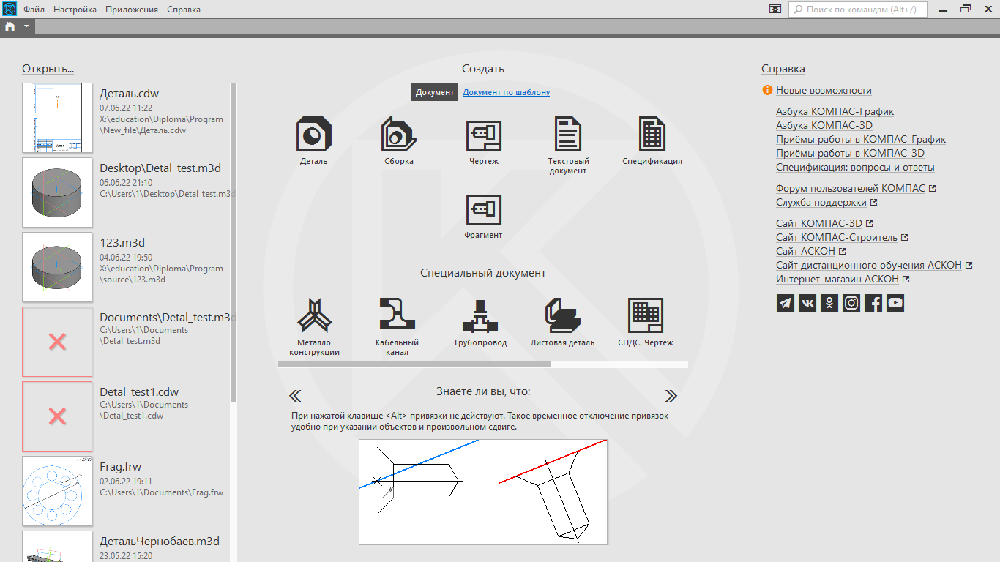 Файл Настройка Приложения Справка
Поиск по командам (Alt+/)
Открыть...
Деталь.cdw
07.06.22 11:22
X:\education\Diploma\Program
\New_file\Деталь.cdw
Desktop\Detal_test.m3d
06.06.22 21:10
C:\Users\1\Desktop\Detal_test.m3d
123.m3d
04.06.22 19:50
X:\education\Diploma\Program
\source\123.m3d
Documents\Detal_test.m3d
C:\Users\1\Documents
\Detal_test.m3d
Detal_test1.cdw
C:\Users\1\Documents
\Detal_test1.cdw
Frag.frw
02.06.22 19:11
C:\Users\1\Documents\Frag.frw
ДетальЧернобаев.m3d
23.05.22 15:20
Создать
Документ Документ по шаблону
Деталь
Сборка
Чертеж
Текстовый
документ
Спецификация
Фрагмент
Специальный документ
Металло
конструкции
Кабельный
канал
Трубопровод
Листовая деталь
СПДС. Чертеж
Знаете ли вы, что:
При нажатой клавише <Alt> привязки не действуют. Такое временное отключение привязок
удобно при указании объектов и произвольном сдвиге.
Справка
Новые возможности
Азбука КОМПАС-График
Азбука КОМПАС-3D
Приёмы работы в КОМПАС-График
Приёмы работы в КОМПАС-3D
Спецификация: вопросы и ответы
Форум пользователей КОМПАС
Служба поддержки
Сайт КОМПАС-3D
Сайт КОМПАС-Строитель
Сайт АСКОН
Сайт дистанционного обучения АСКОН
Интернет-магазин АСКОН